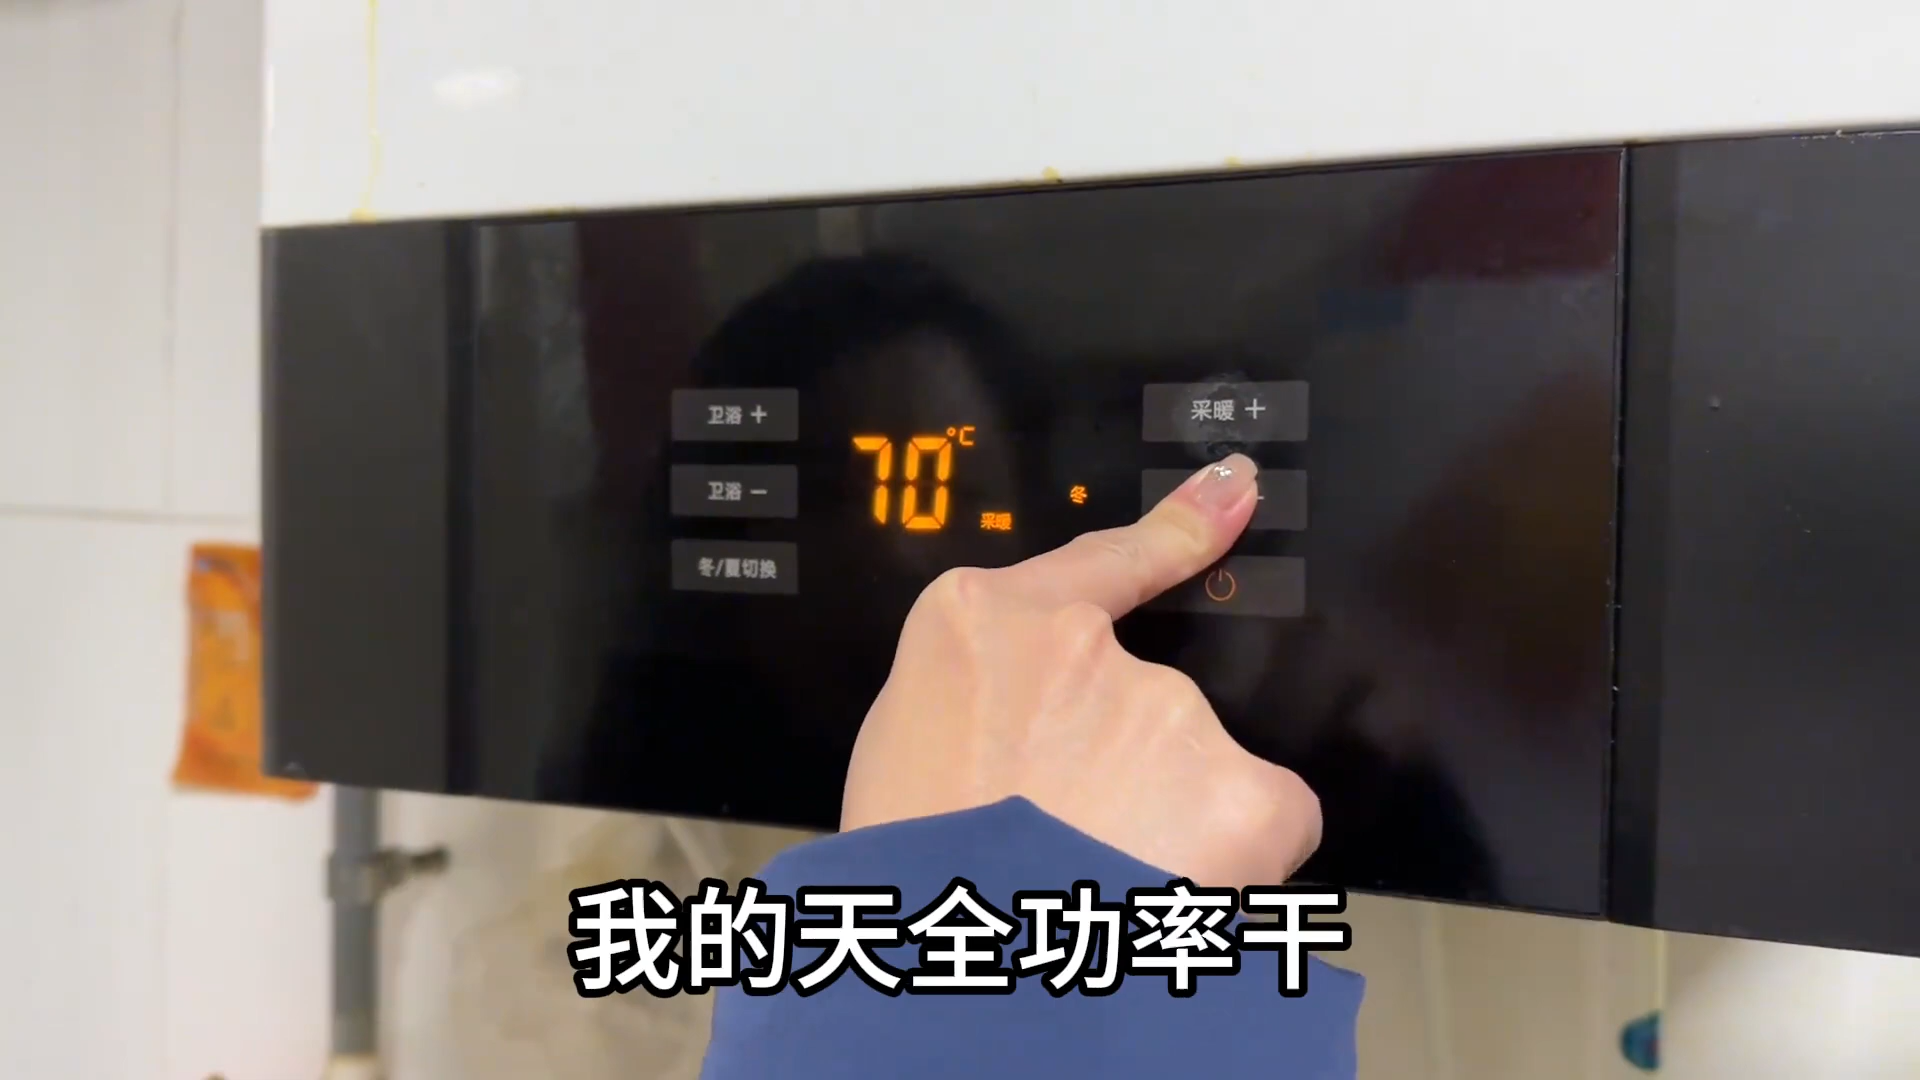 卫浴 +
卫浴 −
冬/夏切换
70°C
采暖
冬
采暖 +
我的天全功率干